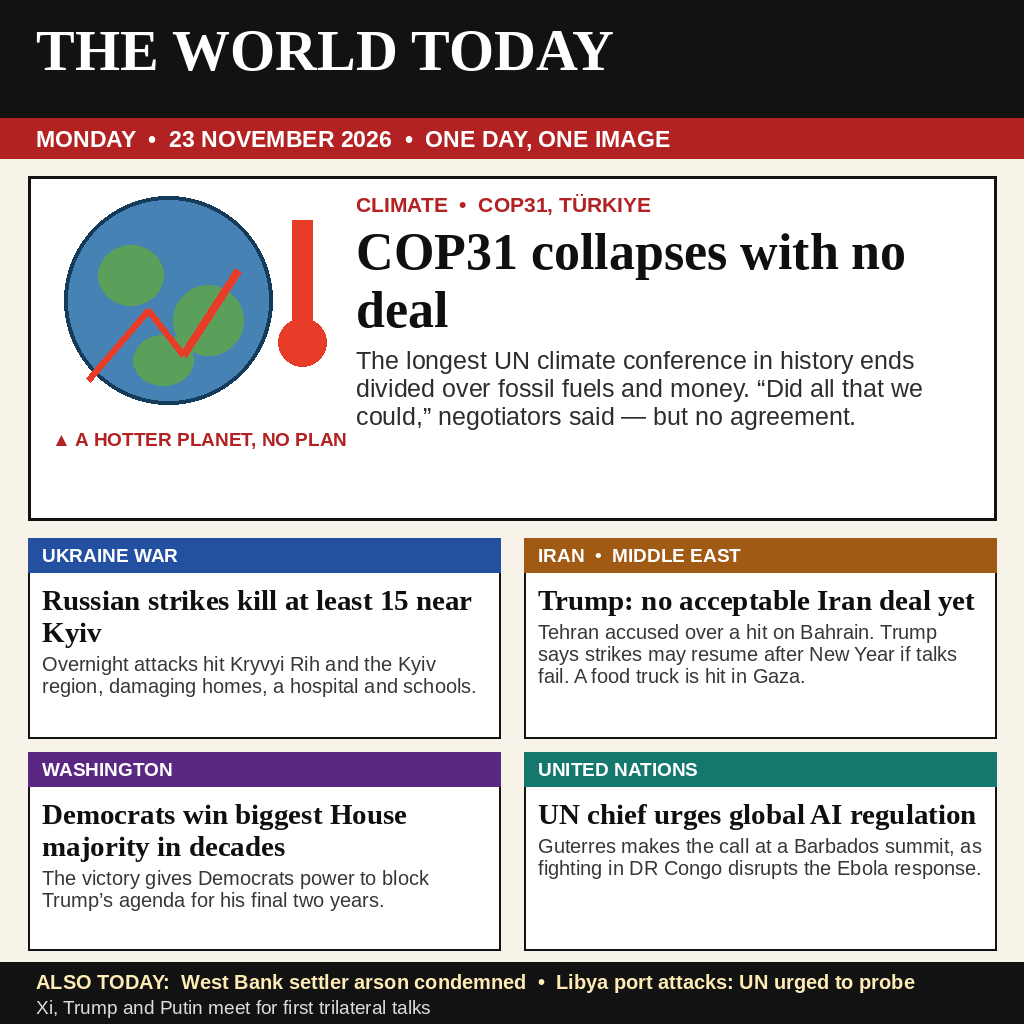 THE WORLD TODAY
MONDAY • 23 NOVEMBER 2026 • ONE DAY, ONE IMAGE
CLIMATE • COP31, TÜRKIYE
COP31 collapses with no
deal
The longest UN climate conference in history ends
divided over fossil fuels and money. “Did all that we
could,” negotiators said — but no agreement.
▲ A HOTTER PLANET, NO PLAN
UKRAINE WAR
Russian strikes kill at least 15 near
Kyiv
Overnight attacks hit Kryvyi Rih and the Kyiv
region, damaging homes, a hospital and schools.
IRAN • MIDDLE EAST
Trump: no acceptable Iran deal yet
Tehran accused over a hit on Bahrain. Trump
says strikes may resume after New Year if talks
fail. A food truck is hit in Gaza.
WASHINGTON
Democrats win biggest House
majority in decades
The victory gives Democrats power to block
Trump’s agenda for his final two years.
UNITED NATIONS
UN chief urges global AI regulation
Guterres makes the call at a Barbados summit, as
fighting in DR Congo disrupts the Ebola response.
ALSO TODAY: West Bank settler arson condemned • Libya port attacks: UN urged to probe
Xi, Trump and Putin meet for first trilateral talks